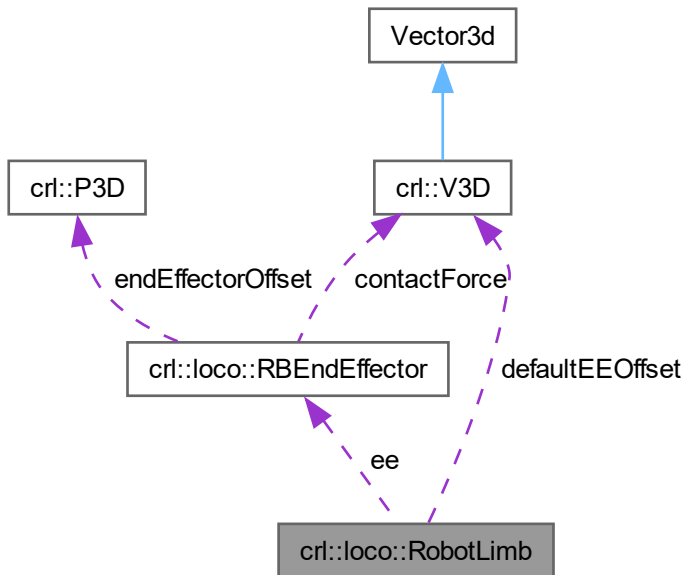 Vector3d
crl::P3D
crl::V3D
endEffectorOffset
contactForce
crl::loco::RBEndEffector
defaultEEOffset
ee
crl::loco::RobotLimb